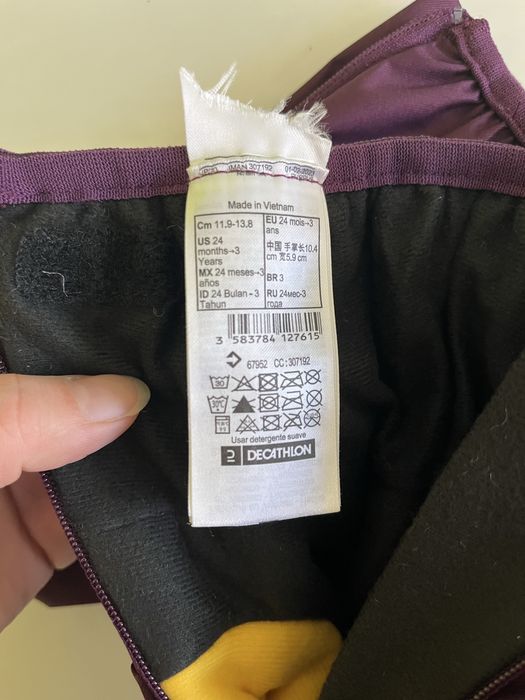 IMAN 307192
Made in Vietnam
Cm 11.9-13.8
US 24
months→3
Years
MX 24 meses→3
años
ID 24 Bulan - 3
Tahun
EU 24 mois→3
ans
中国 手掌长10.4
cm 宽5.9 cm
BR 3
RU 24мес-3
года
3 583784 127615
67952 CC:307192
30
30°C
Usar detergente suave
DECATHLON